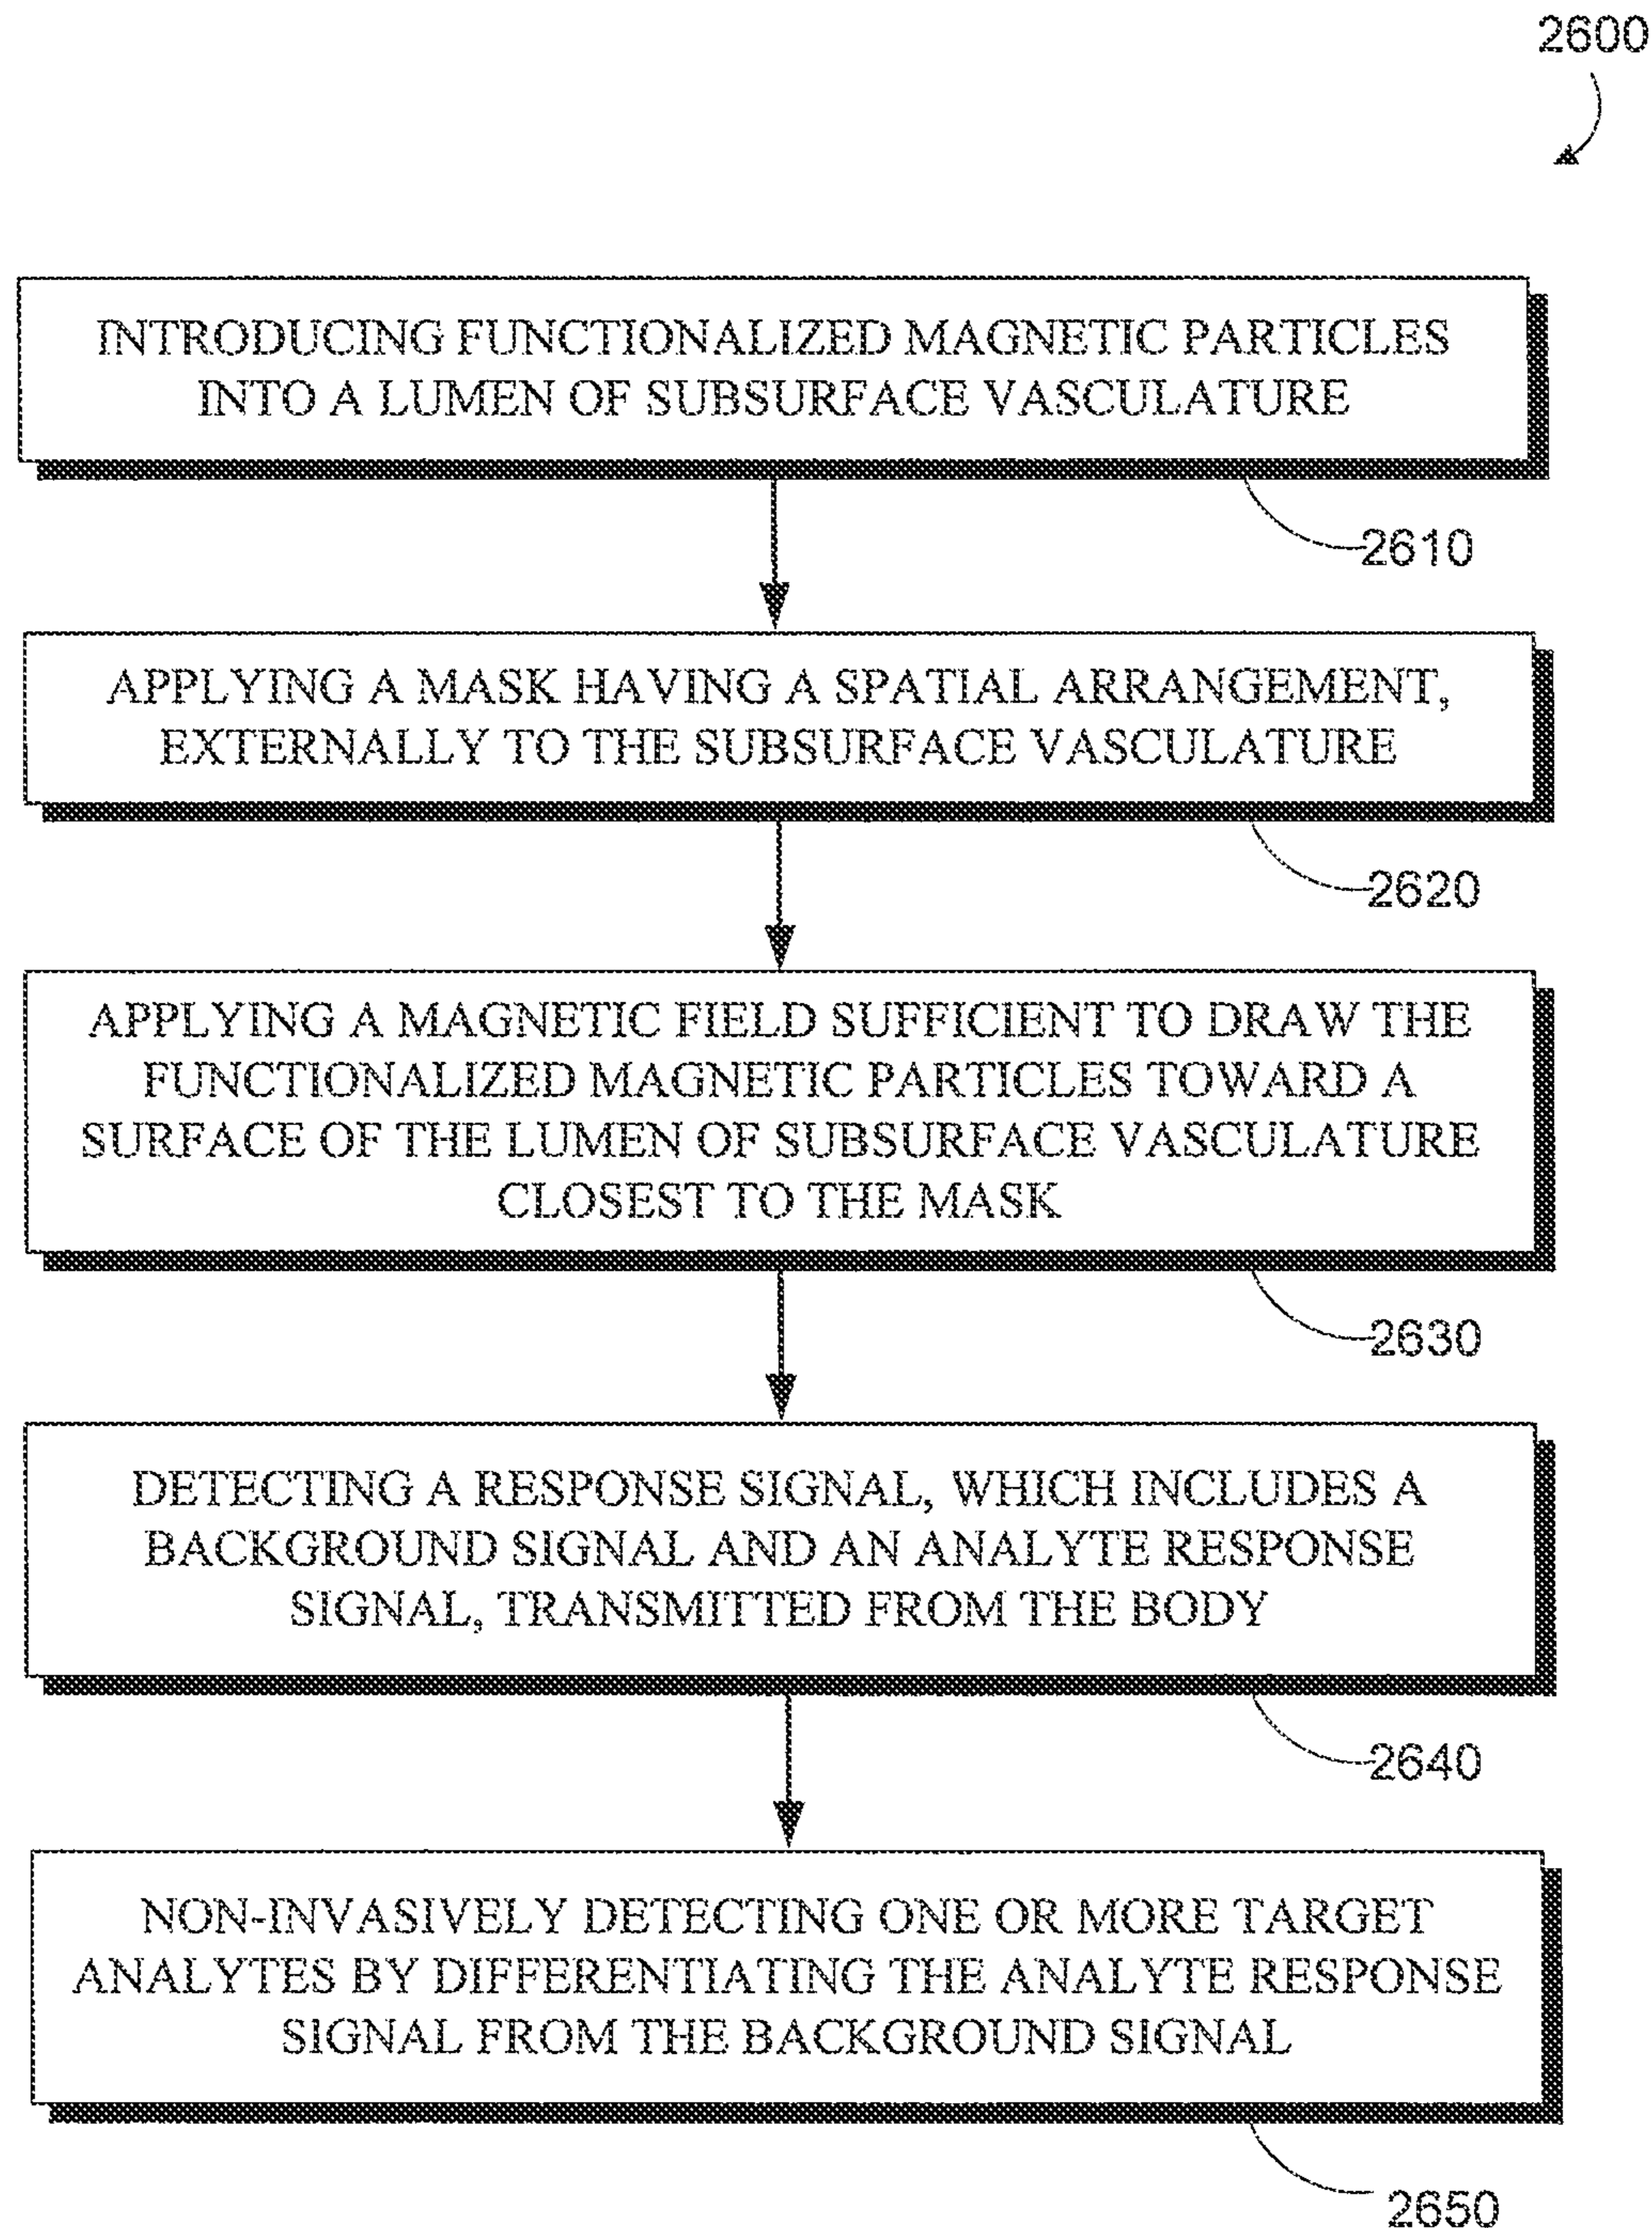 2600
INTRODUCING FUNCTIONALIZED MAGNETIC PARTICLES
INTO A LUMEN OF SUBSURFACE VASCULATURE
2610
APPLYING A MASK HAVING A SPATIAL ARRANGEMENT,
EXTERNALLY TO THE SUBSURFACE VASCULATURE
2620
APPLYING A MAGNETIC FIELD SUFFICIENT TO DRAW THE
FUNCTIONALIZED MAGNETIC PARTICLES TOWARD A
SURFACE OF THE LUMEN OF SUBSURFACE VASCULATURE
CLOSEST TO THE MASK
2630
DETECTING A RESPONSE SIGNAL, WHICH INCLUDES A
BACKGROUND SIGNAL AND AN ANALYTE RESPONSE
SIGNAL, TRANSMITTED FROM THE BODY
2640
NON-INVASIVELY DETECTING ONE OR MORE TARGET
ANALYTES BY DIFFERENTIATING THE ANALYTE RESPONSE
SIGNAL FROM THE BACKGROUND SIGNAL
2650